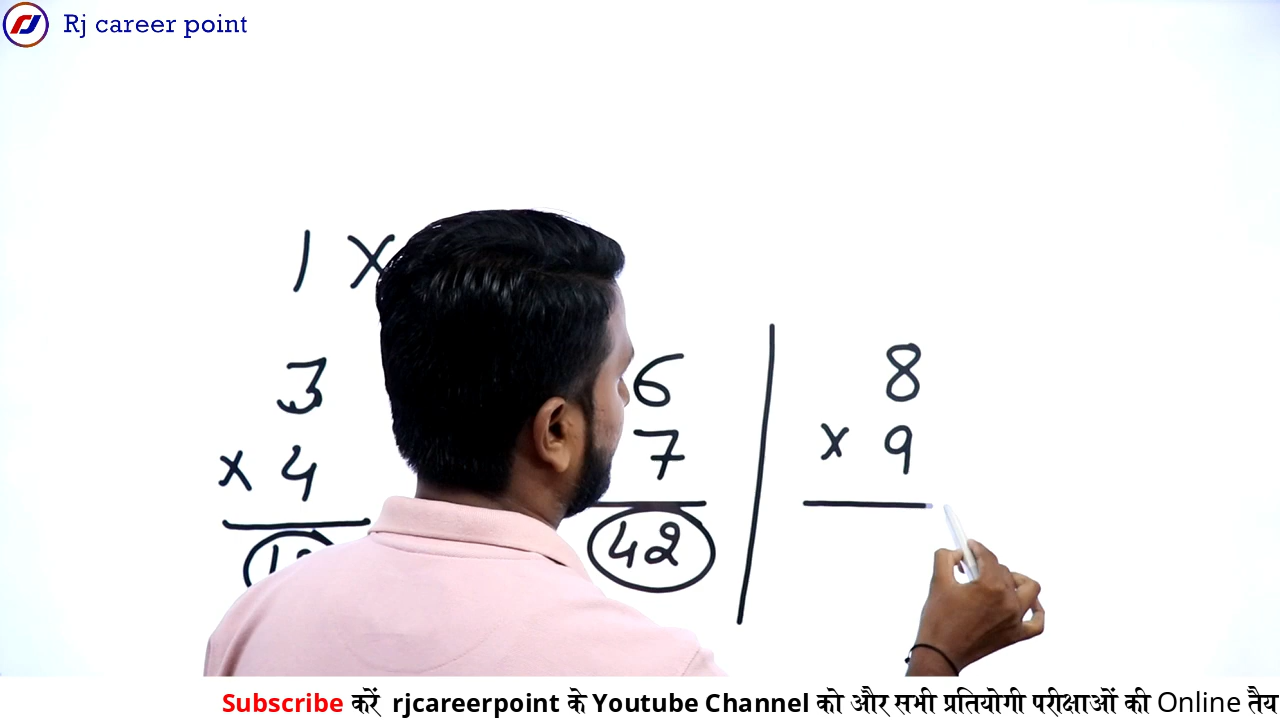 Rj career point
1 X
3
x 4
6
7
42
8
x 9
Subscribe करें rjcareerpoint के Youtube Channel को और सभी प्रतियोगी परीक्षाओं की Online तैय